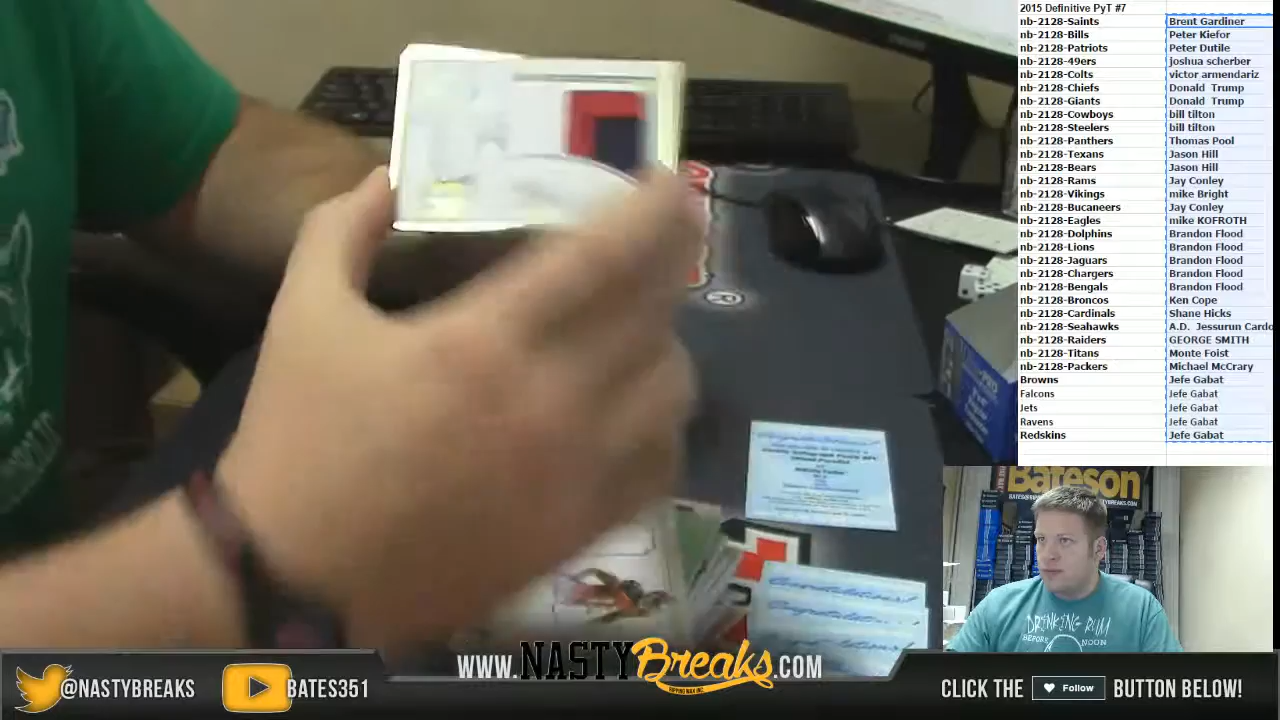 2015 Definitive PyT #7
nb-2128-Saints Brent Gardiner
nb-2128-Bills Peter Kiefor
nb-2128-Patriots Peter Dutile
nb-2128-49ers joshua scherber
nb-2128-Colts victor armendariz
nb-2128-Chiefs Donald Trump
nb-2128-Giants Donald Trump
nb-2128-Cowboys bill tilton
nb-2128-Steelers bill tilton
nb-2128-Panthers Thomas Pool
nb-2128-Texans Jason Hill
nb-2128-Bears Jason Hill
nb-2128-Rams Jay Conley
nb-2128-Vikings mike Bright
nb-2128-Bucaneers Jay Conley
nb-2128-Eagles mike KOFROTH
nb-2128-Dolphins Brandon Flood
nb-2128-Lions Brandon Flood
nb-2128-Jaguars Brandon Flood
nb-2128-Chargers Brandon Flood
nb-2128-Bengals Brandon Flood
nb-2128-Broncos Ken Cope
nb-2128-Cardinals Shane Hicks
nb-2128-Seahawks A.D. Jessurun Cardo
nb-2128-Raiders GEORGE SMITH
nb-2128-Titans Monte Foist
nb-2128-Packers Michael McCrary
Browns Jefe Gabat
Falcons Jefe Gabat
Jets Jefe Gabat
Ravens Jefe Gabat
Redskins Jefe Gabat
Congratulations!
Congratulations!
Bateson
DRINKING RUM
BEFORE NOON
@NASTYBREAKS
BATES351
WWW.NASTYBreaks.COM
RIPPING WAX INC.
CLICK THE Follow BUTTON BELOW!